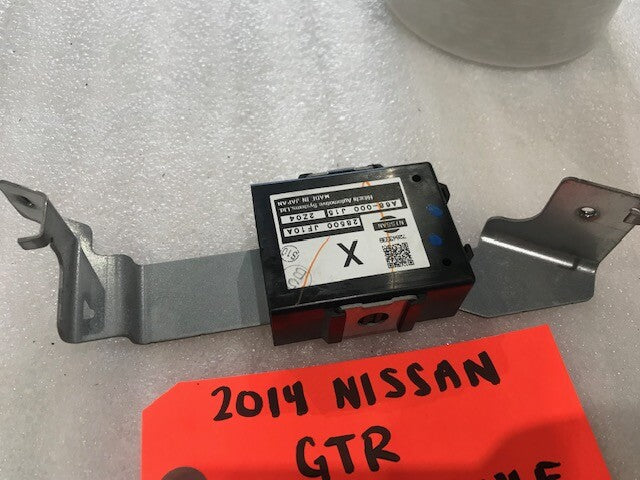 MADE IN JAPAN
Hitachi Automotive Systems,Ltd.
A66-000 J15 2Z04
28500 JF10A
NISSAN
X
2014 NISSAN
GTR